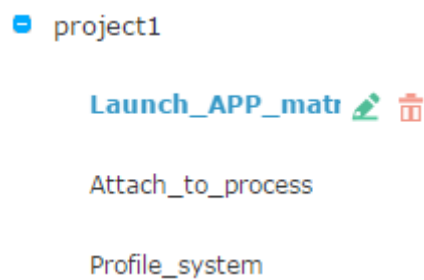 project1
Launch_APP_matr
Attach_to_process
Profile_system